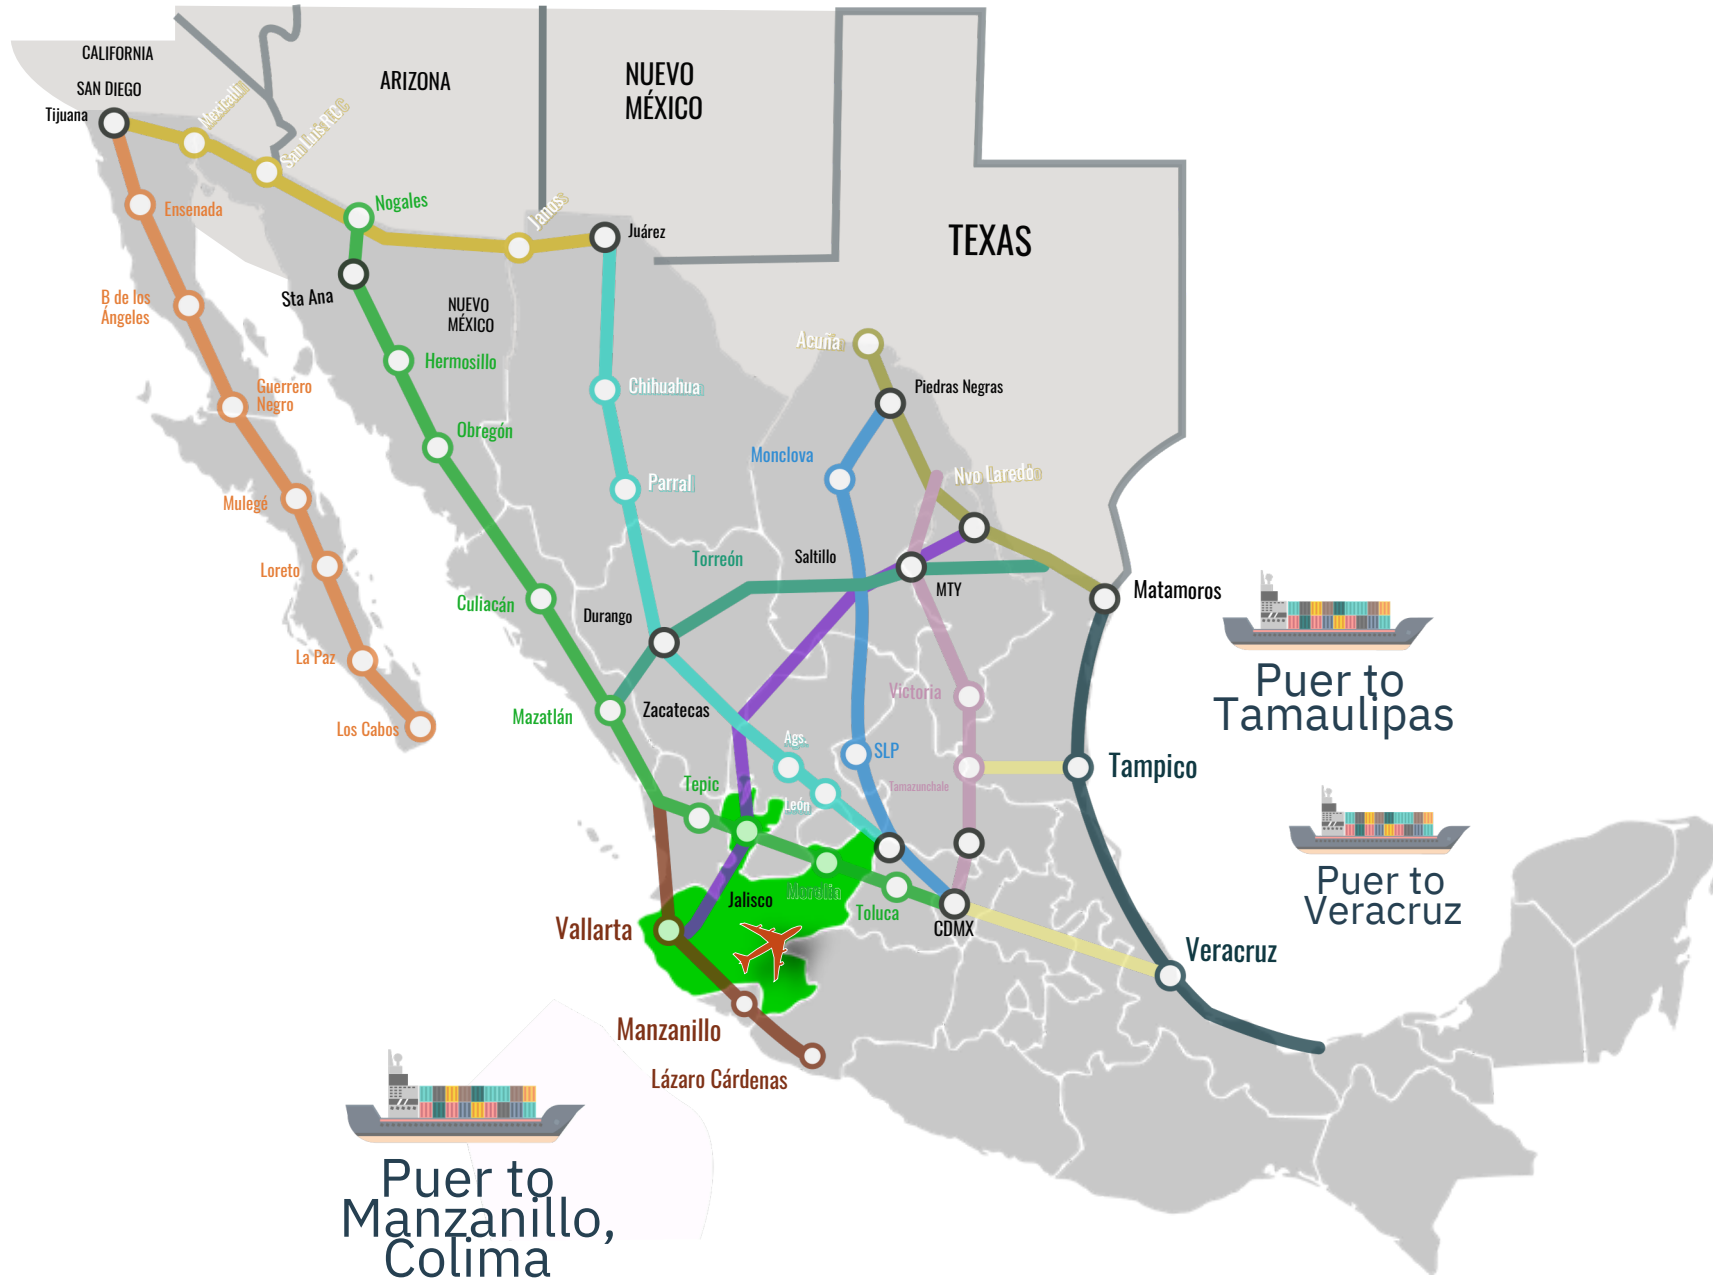 CALIFORNIA
SAN DIEGO
Tijuana
Mexicalli
San Luis R.C
ARIZONA
NUEVO
MÉXICO
TEXAS
Nogales
Janos
Juárez
Ensenada
Sta Ana
NUEVO
MÉXICO
B de los
Ángeles
Hermosillo
Guerrero
Negro
Obregón
Chihuahua
Parral
Acuña
Piedras Negras
Monclova
Nvo Laredo
Mulegé
Loreto
La Paz
Los Cabos
Culiacán
Torreón
Saltillo
MTY
Durango
Matamoros
Mazatlán
Zacatecas
Victoria
Ags.
SLP
Tamazunchale
Tampico
Tepic
León
Jalisco
Morelia
Toluca
CDMX
Vallarta
Veracruz
Manzanillo
Lázaro Cárdenas
Puer to
Tamaulipas
Puer to
Veracruz
Puer to
Manzanillo,
Colima